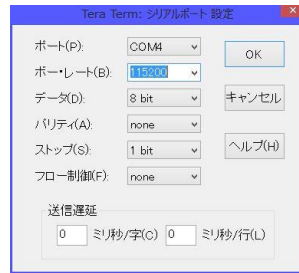 Tera Term: シリアルポート 設定
ポート(P): COM4
OK
ボー・レート(B): 115200
データ(D): 8 bit
キャンセル
パリティ(A): none
ストップ(S): 1 bit
ヘルプ(H)
フロー制御(F): none
送信遅延
0 ミリ秒/字(C) 0 ミリ秒/行(L)